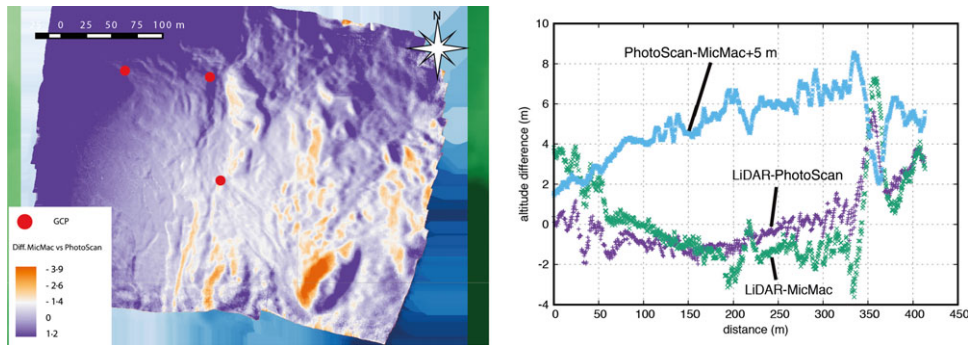 0 25 50 75 100 m
N
GCP
Diff. MicMac vs PhotoScan
- 3·9
- 2·6
- 1·4
0
1·2
10
8
6
4
2
0
-2
-4
altitude difference (m)
PhotoScan-MicMac+5 m
LiDAR-PhotoScan
LiDAR-MicMac
0 50 100 150 200 250 300 350 400 450
distance (m)